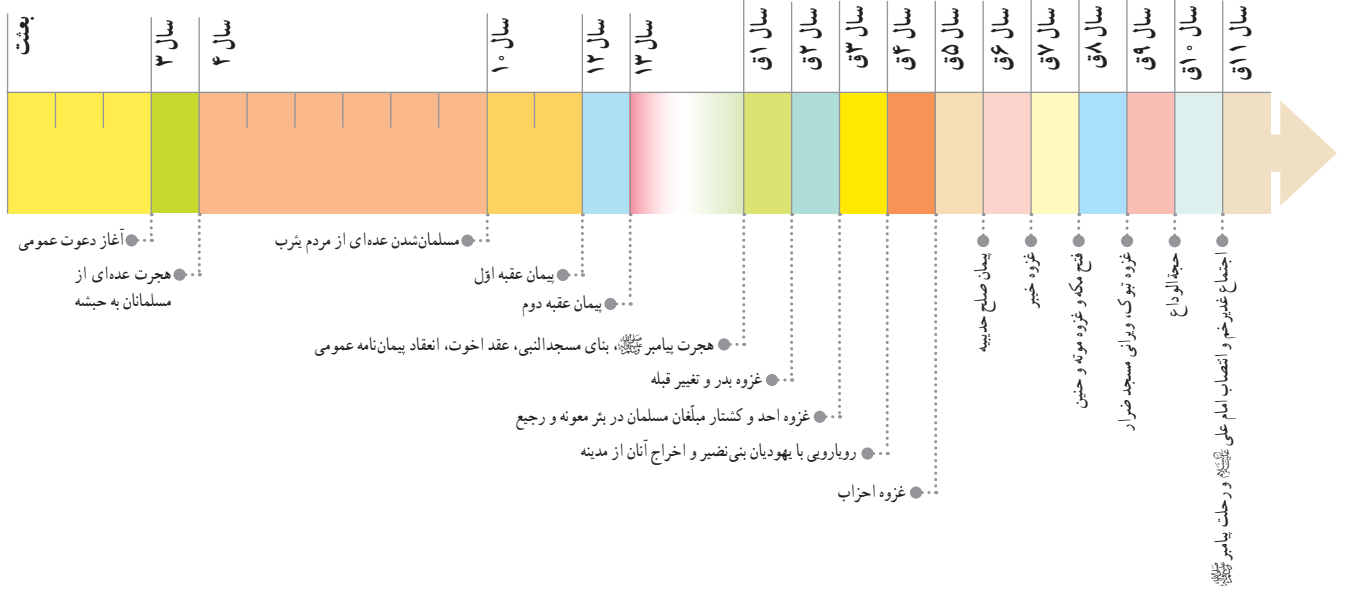 بعثت
سال ۳
سال ۴
سال ۱۰
سال ۱۲
سال ۱۳
سال ۱ق
سال ۲ق
سال ۳ق
سال ۴ق
سال ۵ق
سال ۶ق
سال ۷ق
سال ۸ق
سال ۹ق
سال ۱۰ق
سال ۱۱ق
آغاز دعوت عمومی
هجرت عده‌ای از
مسلمانان به حبشه
مسلمان‌شدن عده‌ای از مردم یثرب
پیمان عقبه اوّل
پیمان عقبه دوم
هجرت پیامبر ﷺ، بنای مسجدالنبی، عقد اخوت، انعقاد پیمان‌نامه عمومی
غزوه بدر و تغییر قبله
غزوه احد و کشتار مبلّغان مسلمان در بئر معونه و رجیع
رویارویی با یهودیان بنی‌نضیر و اخراج آنان از مدینه
غزوه احزاب
پیمان صلح حدیبیه
غزوه خیبر
فتح مکه و غزوه موته و حنین
غزوه تبوک، ویرانی مسجد ضرار
حجةالوداع
اجتماع غدیرخم و انتصاب امام علی علیه‌السلام و رحلت پیامبر ﷺ